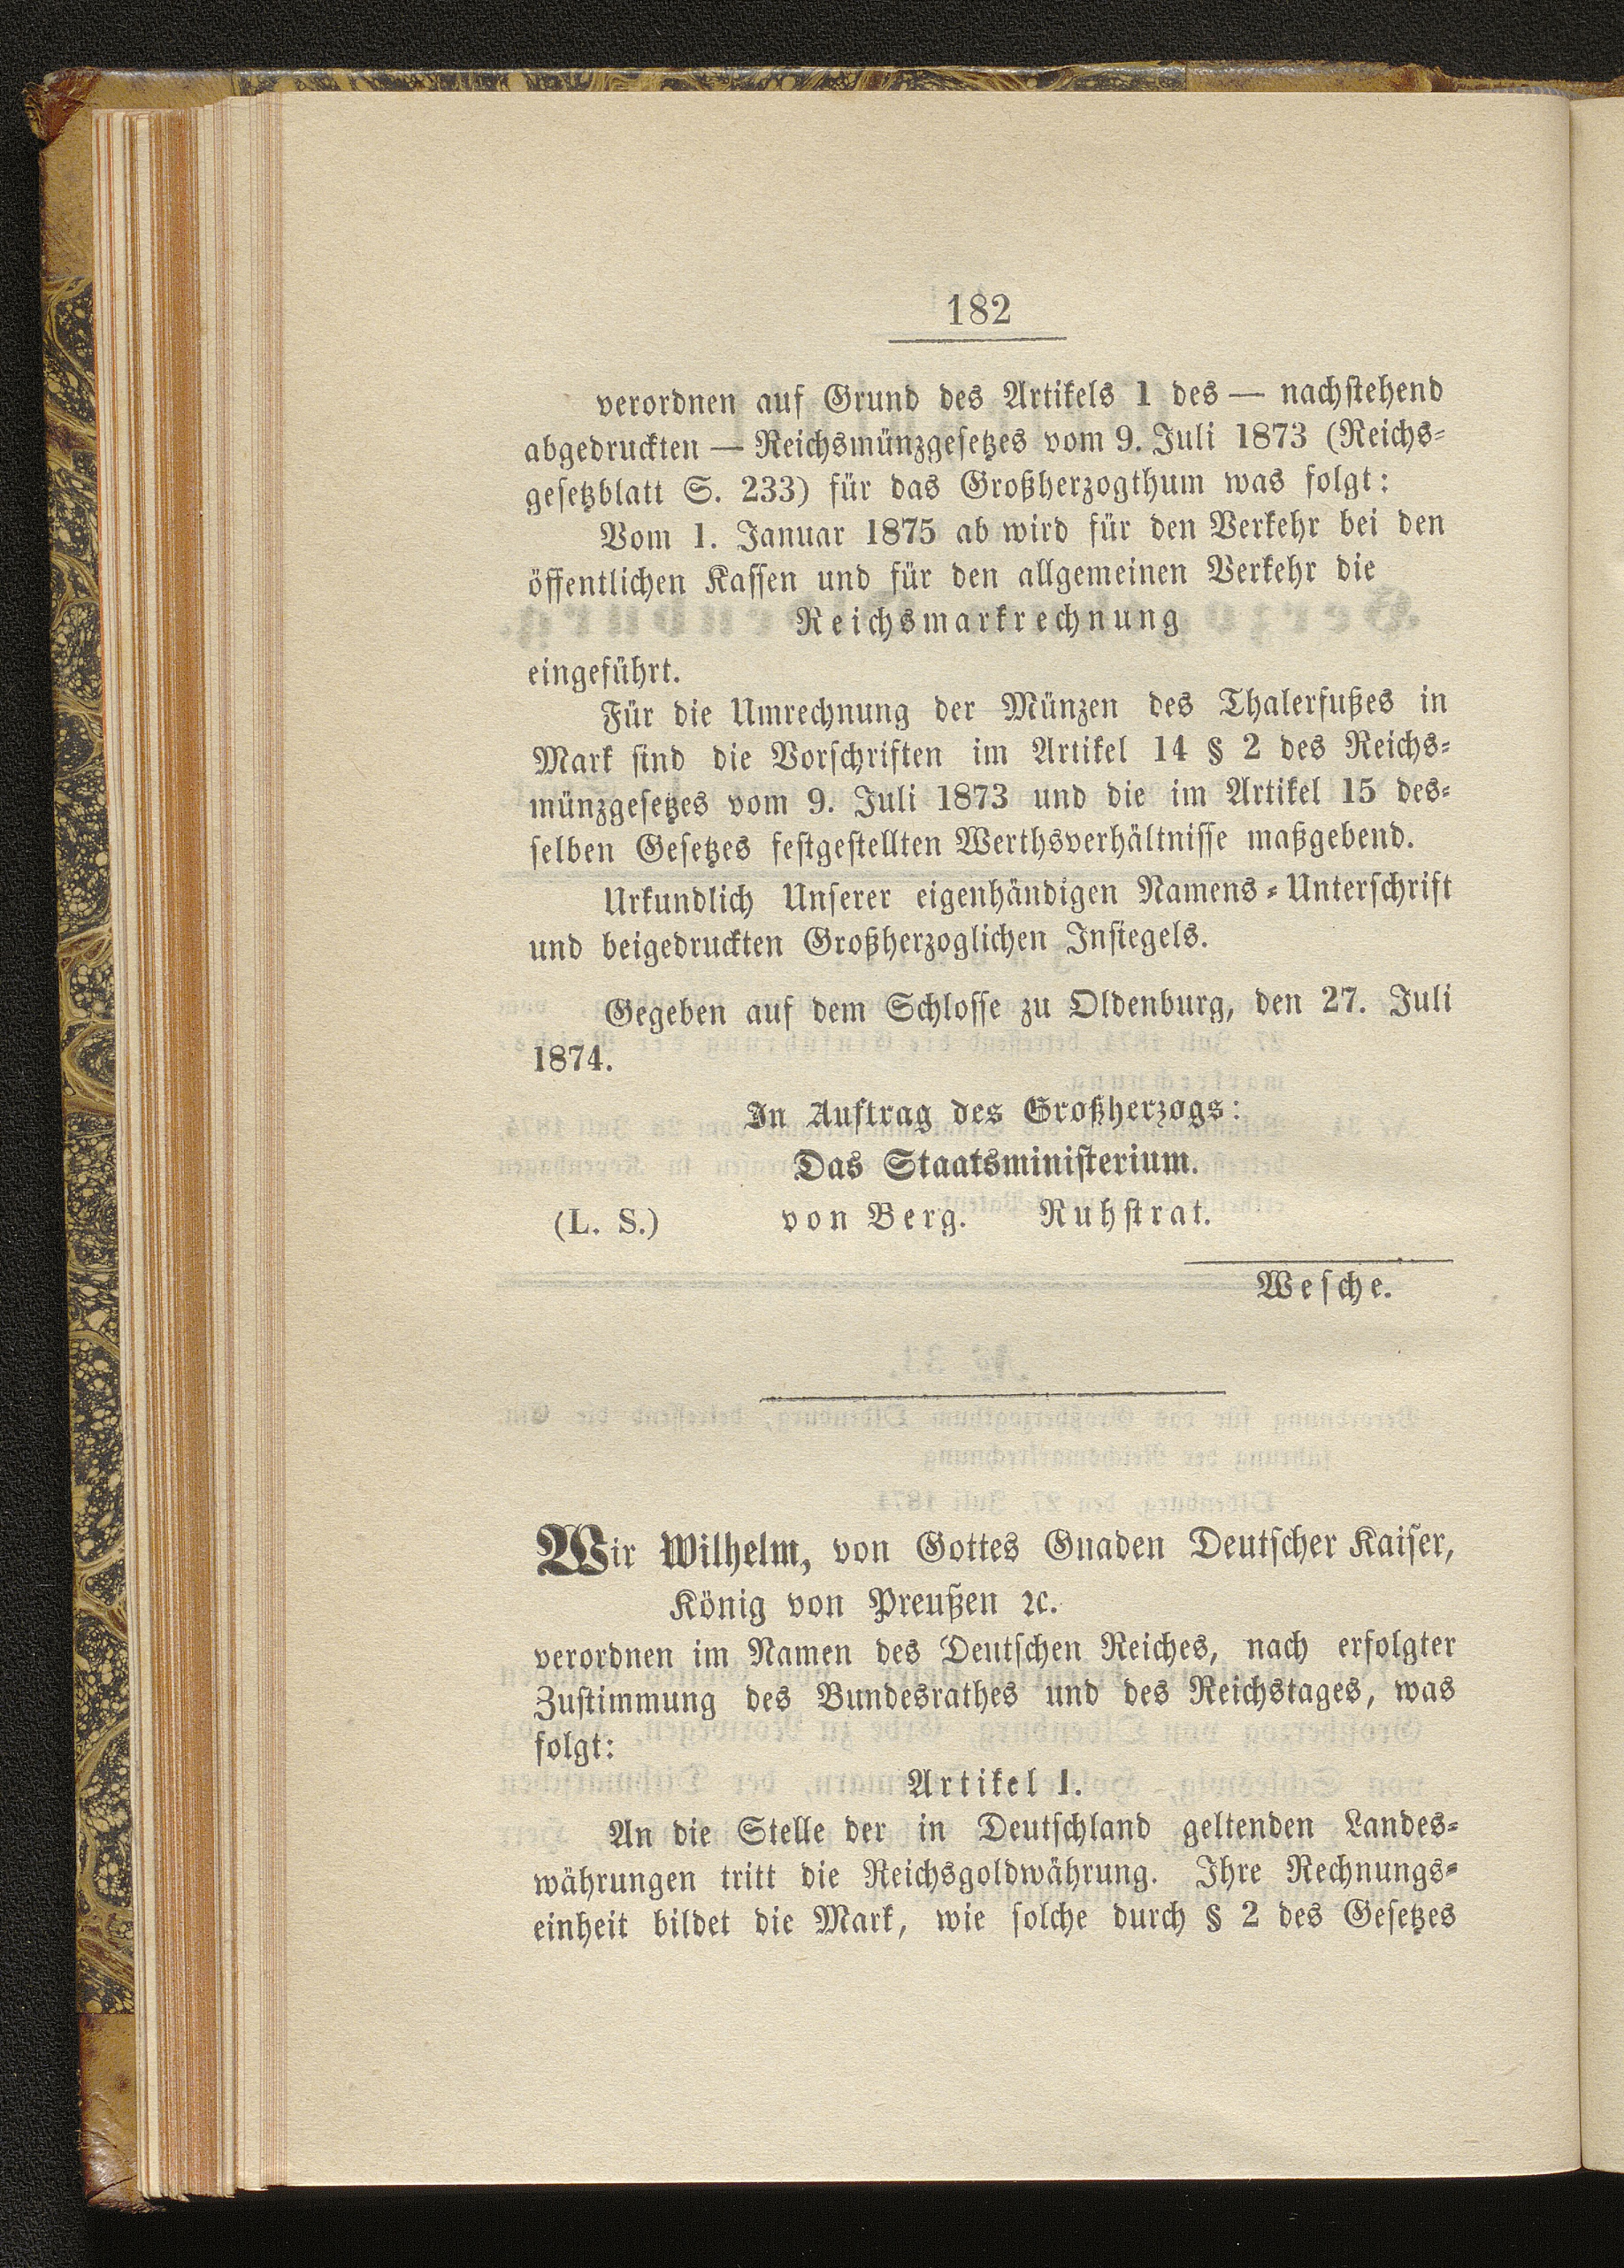 182
verordnen auf Grund des Artikels 1 des — nachstehend
abgedruckten — Reichsmünzgesetzes vom 9. Juli 1873 (Reichs-
gesetzblatt S. 233) für das Großherzogthum was folgt:
Vom 1. Januar 1875 ab wird für den Verkehr bei den
öffentlichen Kassen und für den allgemeinen Verkehr die
Reichsmarkrechnung
eingeführt.
Für die Umrechnung der Münzen des Thalerfußes in
Mark sind die Vorschriften im Artikel 14 § 2 des Reichs-
münzgesetzes vom 9. Juli 1873 und die im Artikel 15 des-
selben Gesetzes festgestellten Werthsverhältnisse maßgebend.
Urkundlich Unserer eigenhändigen Namens-Unterschrift
und beigedruckten Großherzoglichen Insiegels.
Gegeben auf dem Schlosse zu Oldenburg, den 27. Juli
1874.
In Auftrag des Großherzogs:
Das Staatsministerium.
(L. S.) von Berg. Ruhstrat.
Wesche.
Wir Wilhelm, von Gottes Gnaden Deutscher Kaiser,
König von Preußen ꝛc.
verordnen im Namen des Deutschen Reiches, nach erfolgter
Zustimmung des Bundesrathes und des Reichstages, was
folgt:
Artikel 1.
An die Stelle der in Deutschland geltenden Landes-
währungen tritt die Reichsgoldwährung. Ihre Rechnungs-
einheit bildet die Mark, wie solche durch § 2 des Gesetzes